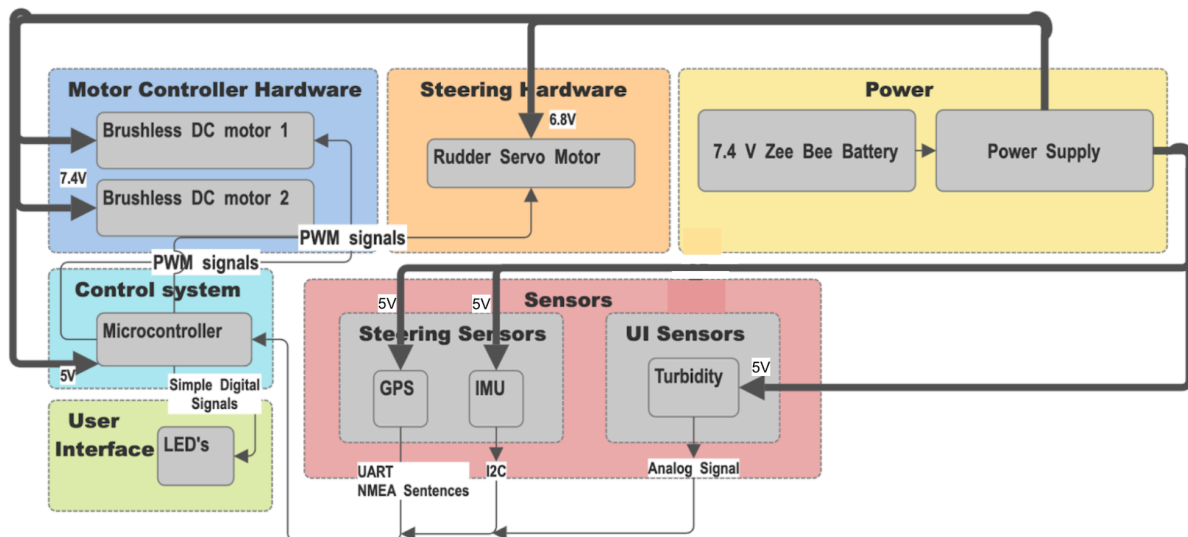 Motor Controller Hardware
Steering Hardware
Power
Brushless DC motor 1
6.8V
Rudder Servo Motor
7.4 V Zee Bee Battery
Power Supply
7.4V
Brushless DC motor 2
PWM signals
PWM signals
Control system
Sensors
5V
5V
Microcontroller
Steering Sensors
UI Sensors
5V
Simple Digital
Signals
GPS
IMU
Turbidity
5V
User
Interface
LED's
UART
NMEA Sentences
I2C
Analog Signal